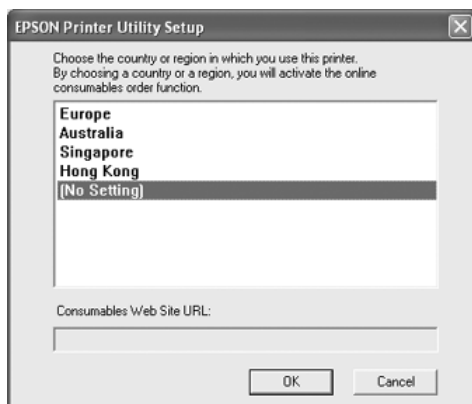 EPSON Printer Utility Setup
Choose the country or region in which you use this printer.
By choosing a country or a region, you will activate the online
consumables order function.
Europe
Australia
Singapore
Hong Kong
(No Setting)
Consumables Web Site URL:
OK
Cancel